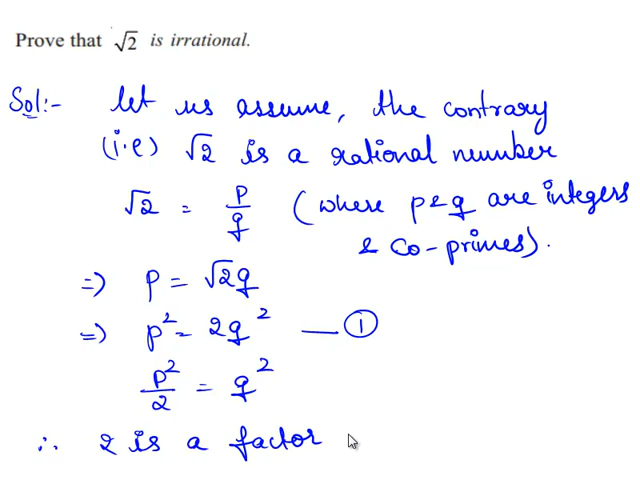 Prove that √2 is irrational.
Sol:- let us assume, the contrary
(i.e) √2 is a rational number
√2 = p/q (where p & q are integers
& co-primes).
=> p = √2q
=> p² = 2q² — ①
p²/2 = q²
∴ 2 is a factor